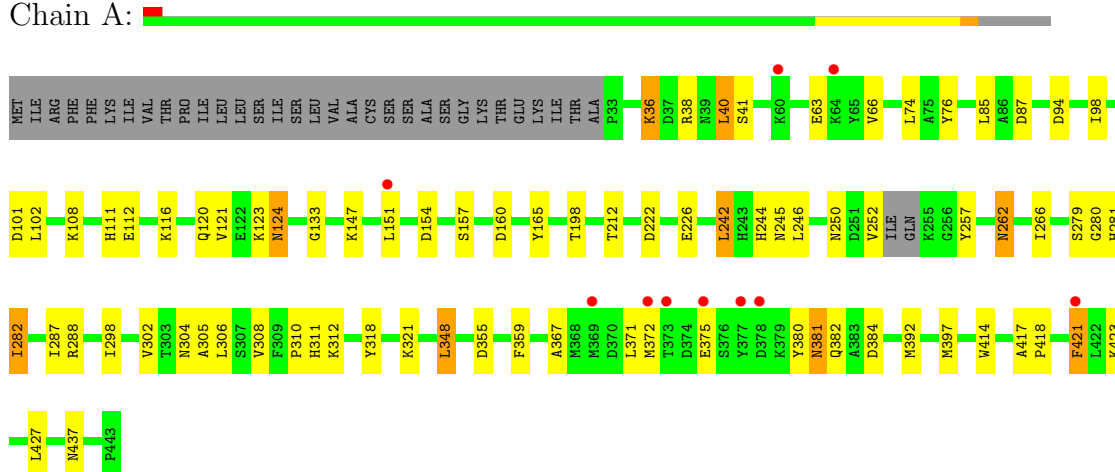 Chain A:
MET ILE ARG PHE PHE LYS ILE VAL THR PRO ILE LEU LEU SER ILE SER LEU VAL ALA CYS SER SER ALA SER GLY LYS THR GLU LYS ILE THR ALA P33 K36 D37 R38 N39 L40 S41 K60 E63 K64 Y65 V66 L74 A75 Y76 L85 A86 D87 D94 I98
D101 L102 K108 H111 E112 K116 Q120 V121 E122 K123 N124 G133 K147 L151 D154 S157 D160 Y165 T198 T212 D222 E226 L242 H243 H244 N245 L246 N250 D251 V252 ILE GLN K255 G256 Y257 N262 I266 S279 G280 H281
I282 I287 R288 I298 V302 T303 N304 A305 L306 S307 V308 F309 P310 H311 K312 Y318 K321 L348 D355 F359 A367 M368 M369 D370 L371 M372 T373 D374 E375 S376 Y377 D378 K379 Y380 N381 Q382 A383 D384 M392 M397 W414 A417 P418 F421 L422 K423
L427 N437 P443